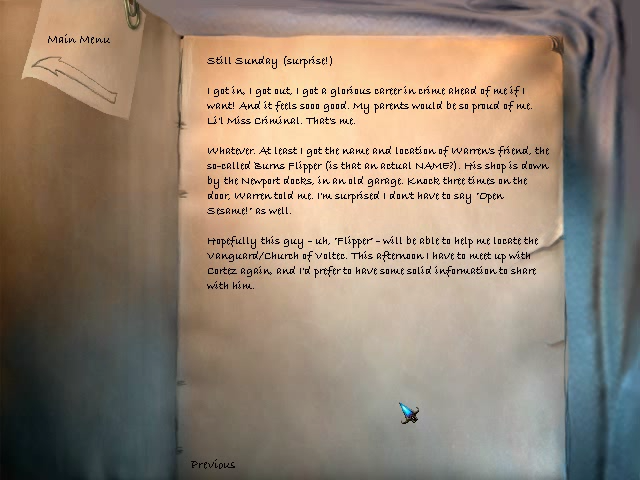 Main Menu
Still Sunday (surprise!)
I got in, I got out, I got a glorious career in crime ahead of me if I
want! And it feels sooo good. My parents would be so proud of me.
Li'l Miss Criminal. That's me.
Whatever. At least I got the name and location of Warren's friend, the
so-called Burns Flipper (is that an actual NAME?). His shop is down
by the Newport docks, in an old garage. Knock three times on the
door, Warren told me. I'm surprised I don't have to say "Open
Sesame!" as well.
Hopefully this guy - uh, "Flipper" - will be able to help me locate the
Vanguard/Church of Voltec. This afternoon I have to meet up with
Cortez again, and I'd prefer to have some solid information to share
with him.
Previous